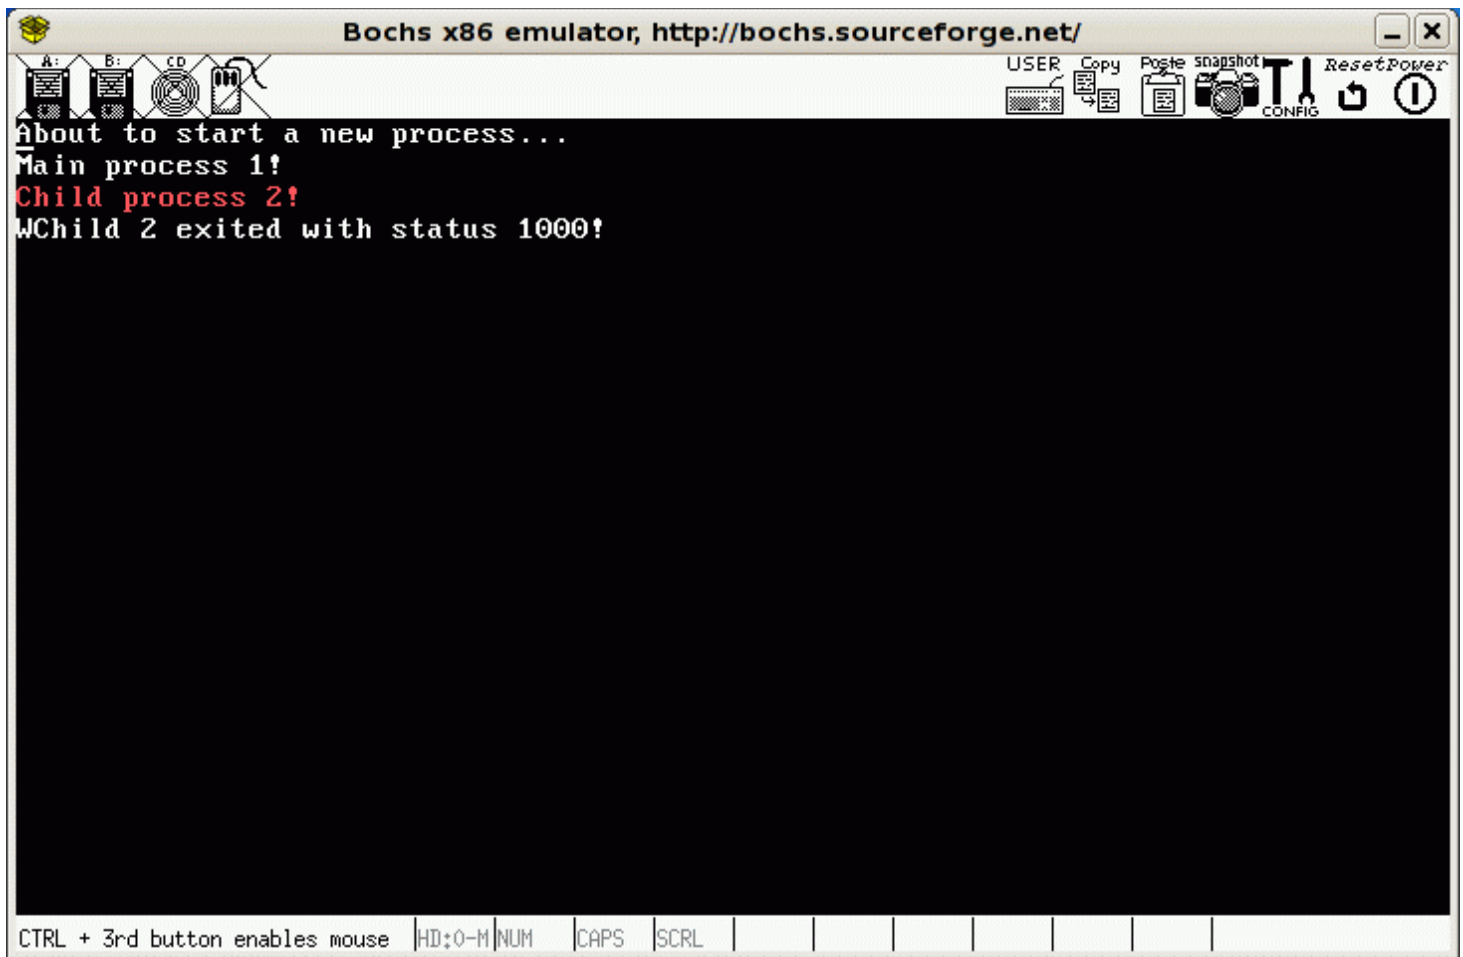 Bochs x86 emulator, http://bochs.sourceforge.net/
A: B: CD USER Copy Paste snapshot CONFIG Reset Power
About to start a new process...
Main process 1!
Child process 2!
WChild 2 exited with status 1000!
CTRL + 3rd button enables mouse HD:0-M NUM CAPS SCRL